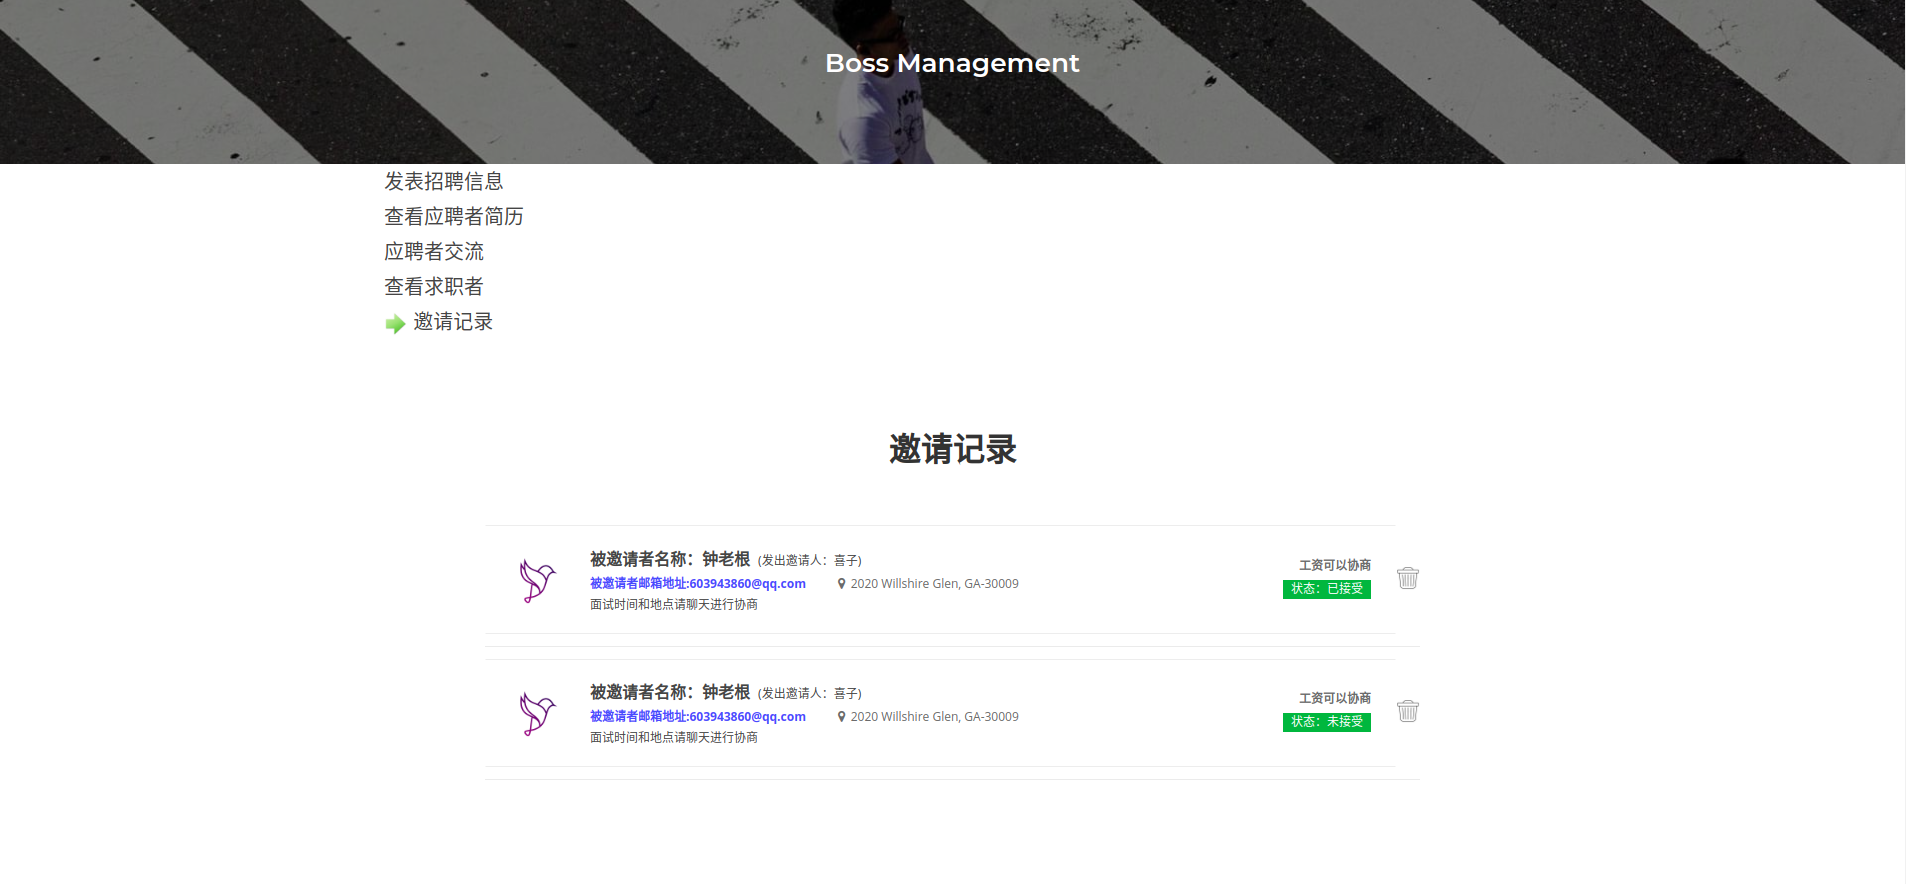 Boss Management
发表招聘信息
查看应聘者简历
应聘者交流
查看求职者
邀请记录
邀请记录
被邀请者名称：钟老根 (发出邀请人：喜子)
被邀请者邮箱地址:603943860@qq.com 2020 Willshire Glen, GA-30009
面试时间和地点请聊天进行协商
工资可以协商
状态：已接受
被邀请者名称：钟老根 (发出邀请人：喜子)
被邀请者邮箱地址:603943860@qq.com 2020 Willshire Glen, GA-30009
面试时间和地点请聊天进行协商
工资可以协商
状态：未接受